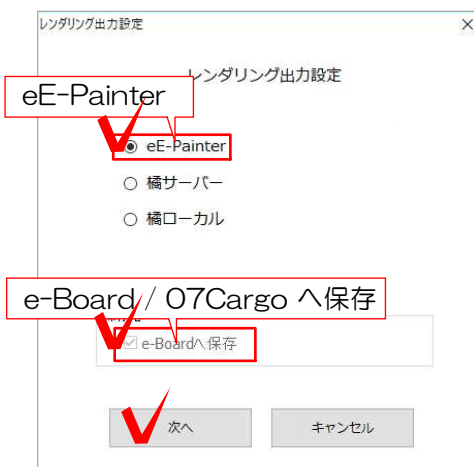 レンダリング出力設定
レンダリング出力設定
eE-Painter
eE-Painter
橘サーバー
橘ローカル
e-Board / O7Cargo へ保存
e-Boardへ保存
次へ
キャンセル